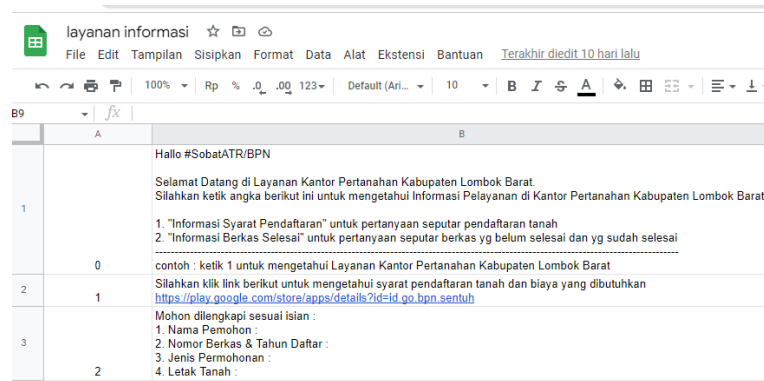 layanan informasi
File Edit Tampilan Sisipkan Format Data Alat Ekstensi Bantuan Terakhir diedit 10 hari lalu
100% Rp % .0 .00 123 Default (Ari... 10 B I S A
B9 fx
A B
1
Hallo #SobatATR/BPN
Selamat Datang di Layanan Kantor Pertanahan Kabupaten Lombok Barat.
Silahkan ketik angka berikut ini untuk mengetahui Informasi Pelayanan di Kantor Pertanahan Kabupaten Lombok Barat
1. "Informasi Syarat Pendaftaran" untuk pertanyaan seputar pendaftaran tanah
2. "Informasi Berkas Selesai" untuk pertanyaan seputar berkas yg belum selesai dan yg sudah selesai
--------------------------------------------------
0 contoh : ketik 1 untuk mengetahui Layanan Kantor Pertanahan Kabupaten Lombok Barat
2
Silahkan klik link berikut untuk mengetahui syarat pendaftaran tanah dan biaya yang dibutuhkan
1 https://play.google.com/store/apps/details?id=id.go.bpn.sentuh
3
Mohon dilengkapi sesuai isian :
1. Nama Pemohon :
2. Nomor Berkas & Tahun Daftar :
3. Jenis Permohonan :
2 4. Letak Tanah :